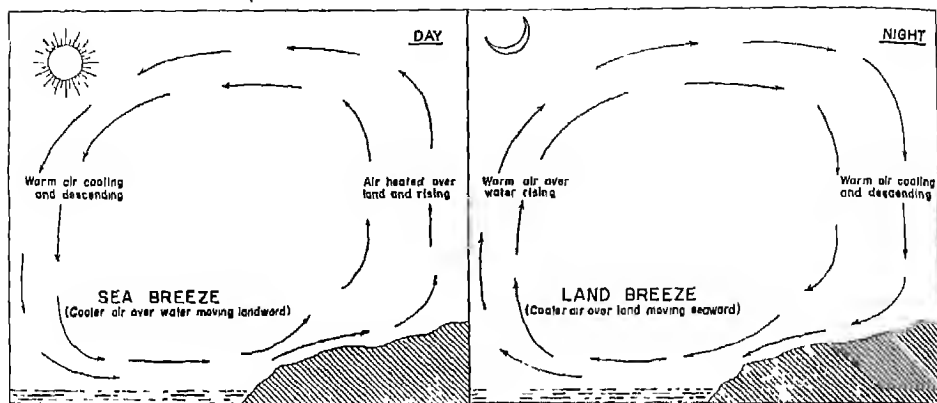 DAY
Warm air cooling
and descending
Air heated over
land and rising
SEA BREEZE
(Cooler air over water moving landward)
NIGHT
Warm air over
water rising
Warm air cooling
and descending
LAND BREEZE
(Cooler air over land moving seaward)